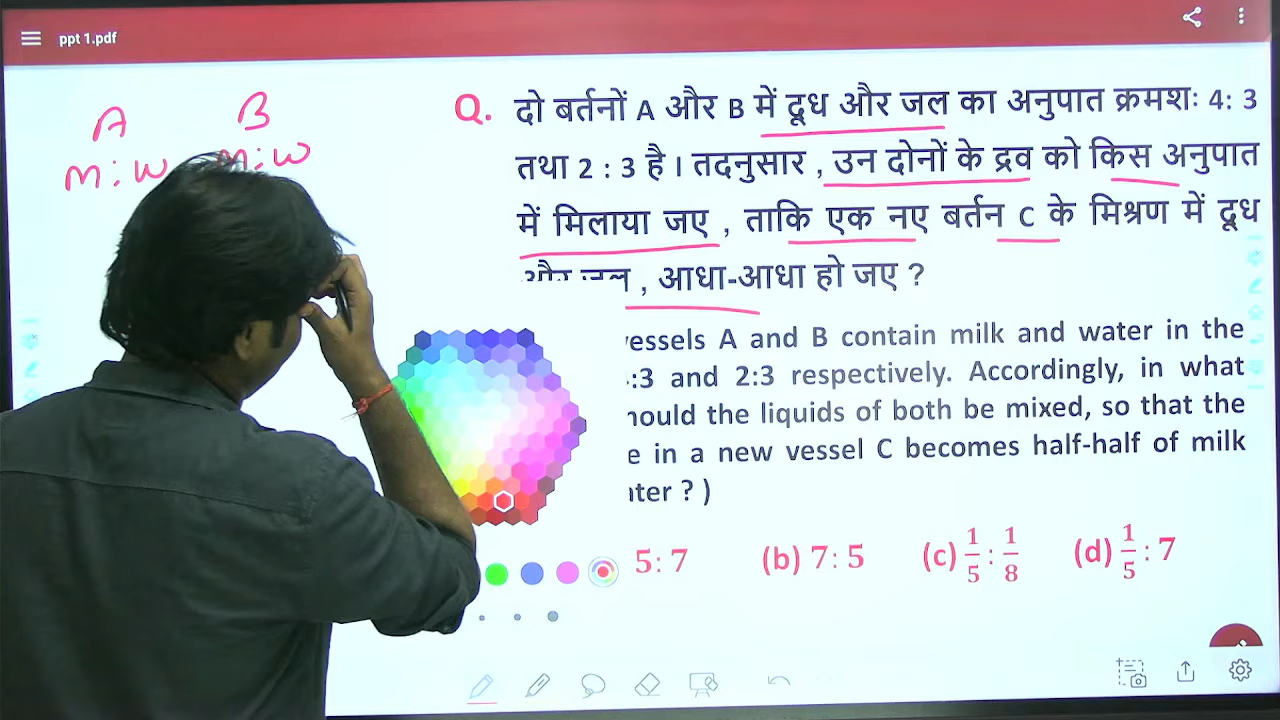 ppt 1.pdf
A B
m:w m:w
Q. दो बर्तनों A और B में दूध और जल का अनुपात क्रमशः 4: 3
तथा 2 : 3 है । तदनुसार , उन दोनों के द्रव को किस अनुपात
में मिलाया जए , ताकि एक नए बर्तन C के मिश्रण में दूध
और जल , आधा-आधा हो जए ?
essels A and B contain milk and water in the
:3 and 2:3 respectively. Accordingly, in what
hould the liquids of both be mixed, so that the
e in a new vessel C becomes half-half of milk
ter ? )
5: 7 (b) 7: 5 (c) 1/5 : 1/8 (d) 1/5 : 7